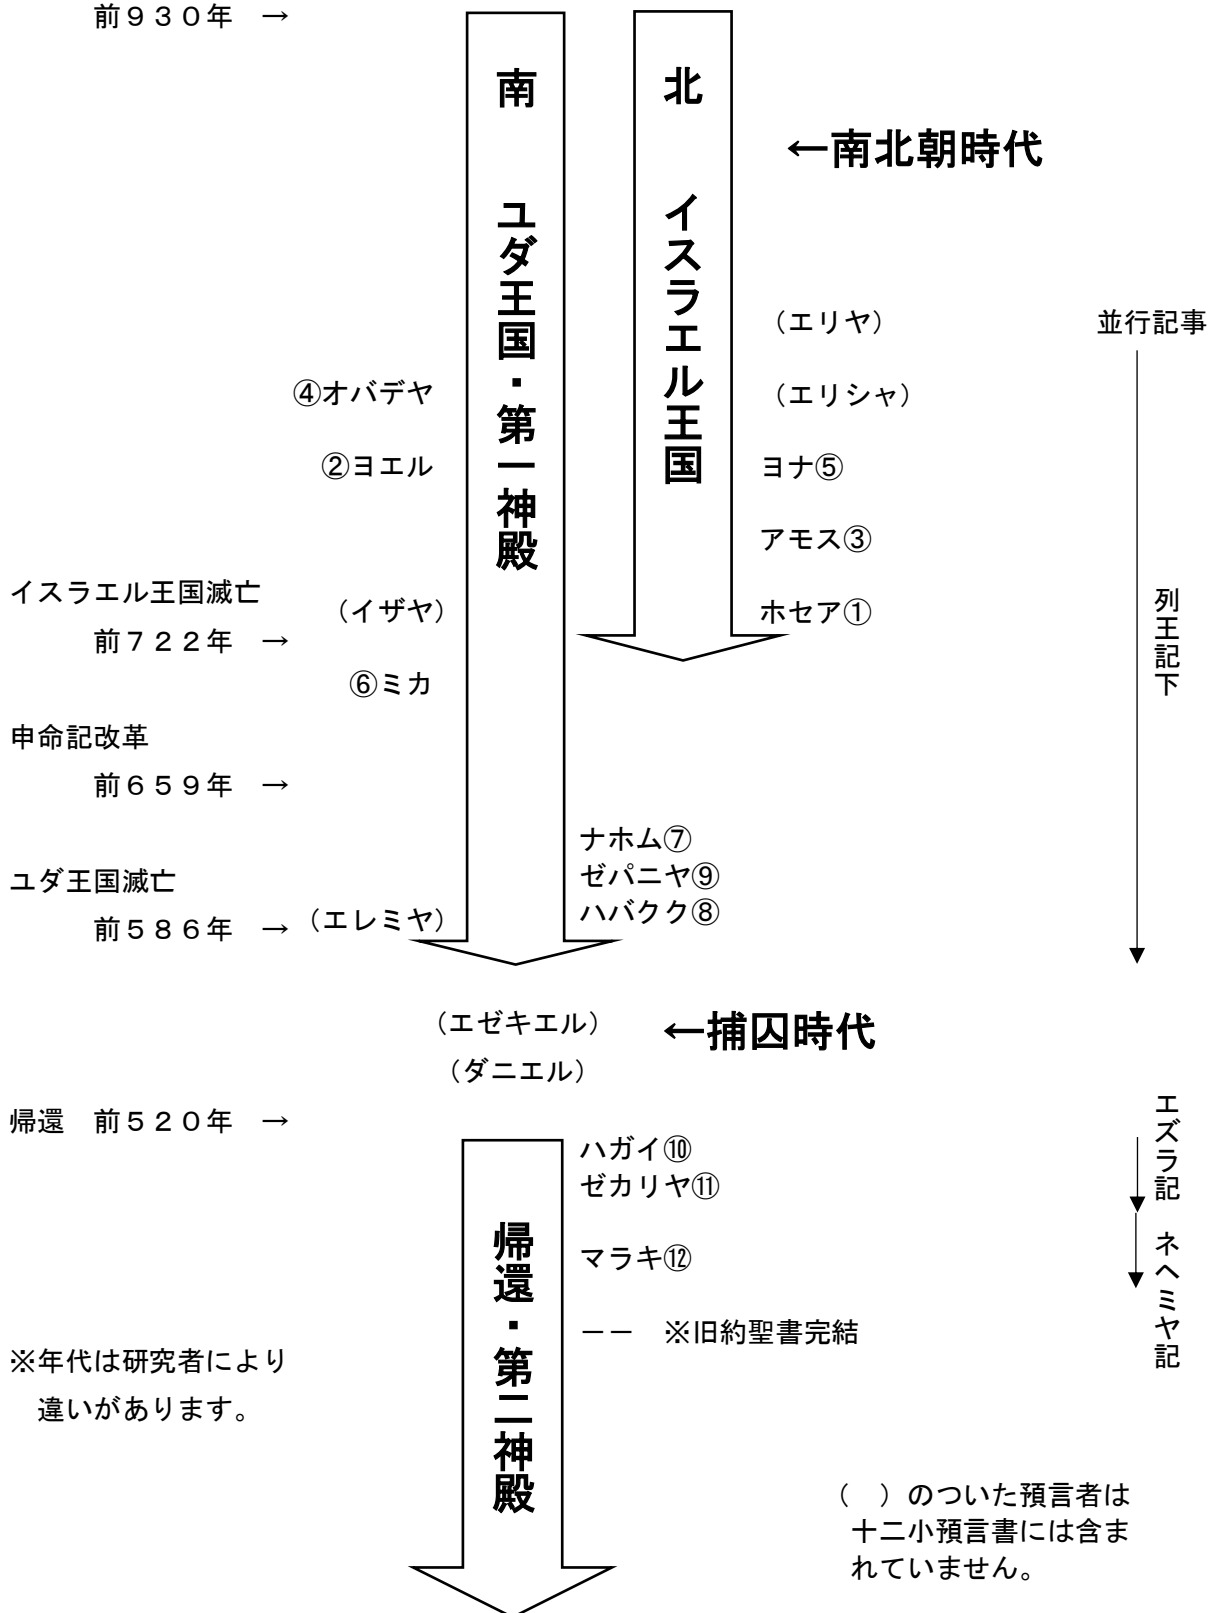 前９３０年　→
南　ユダ王国・第一神殿
北　イスラエル王国
←南北朝時代
（エリヤ）
並行記事
④オバデヤ
（エリシャ）
②ヨエル
ヨナ⑤
アモス③
イスラエル王国滅亡
（イザヤ）
ホセア①
前７２２年　→
列王記下
⑥ミカ
申命記改革
前６５９年　→
ナホム⑦
ゼパニヤ⑨
ユダ王国滅亡
ハバクク⑧
前５８６年　→
（エレミヤ）
（エゼキエル）
←捕囚時代
（ダニエル）
帰還　前５２０年　→
エズラ記
ハガイ⑩
ゼカリヤ⑪
帰還・第二神殿
マラキ⑫
ネヘミヤ記
－－　※旧約聖書完結
※年代は研究者により
違いがあります。
（　）のついた預言者は
十二小預言書には含ま
れていません。